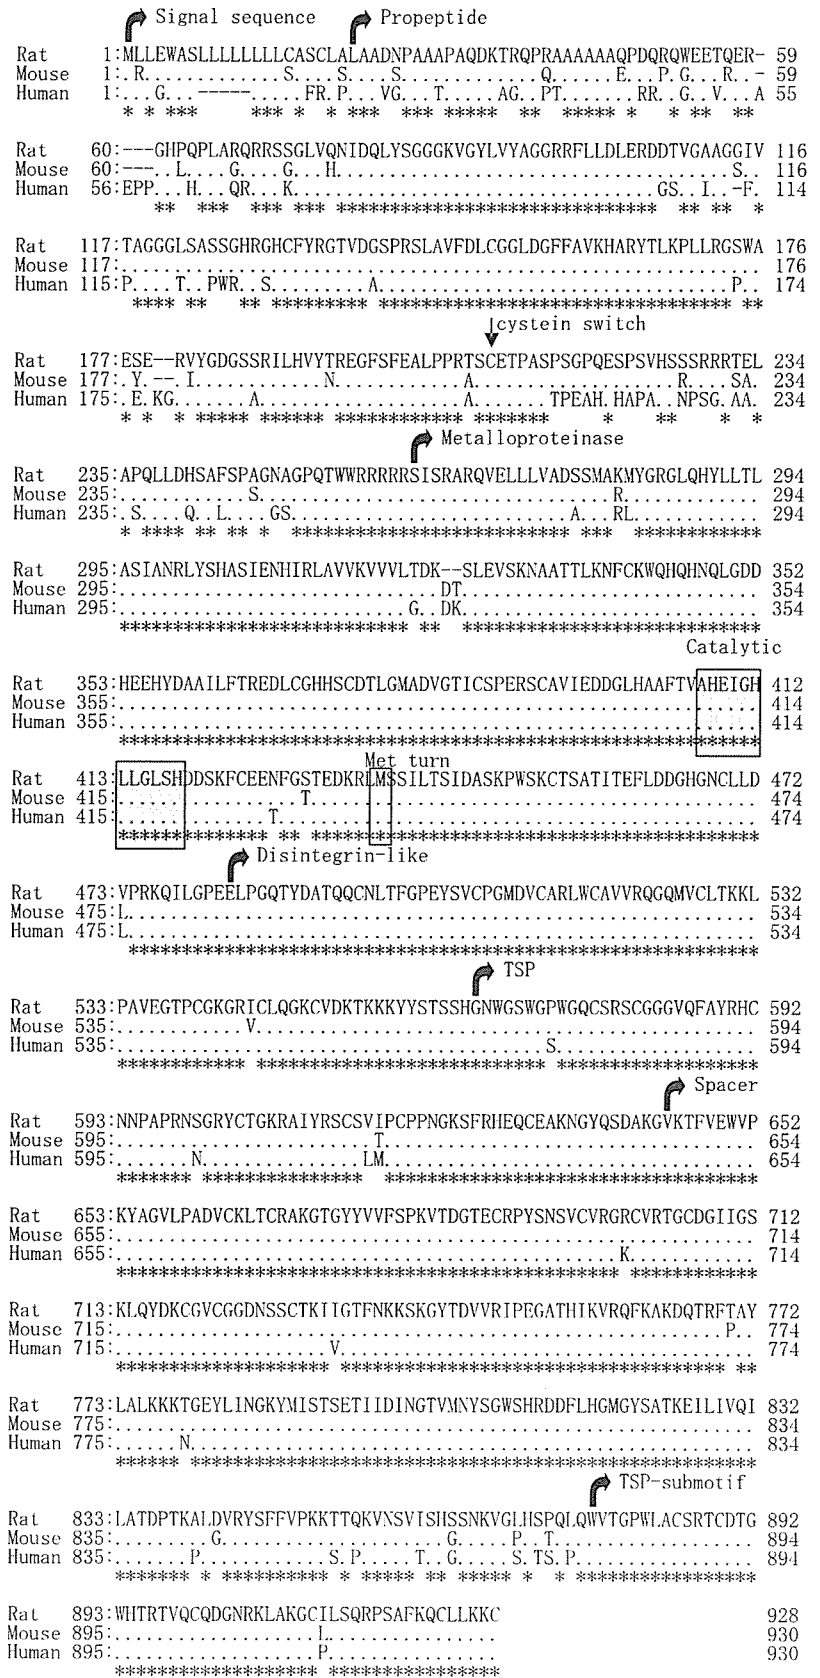 Signal sequence Propeptide
Rat 1:MLLEWASLLLLLLLLCASCLALAADNPAAAPAQDKTRQPRAAAAAAQPDQRQWEETQER- 59
Mouse 1:.R.............S....S....S.............Q......E...P.G...R..- 59
Human 1:...G...-----.....FR.P...VG...T.....AG..PT.......RR..G..V...A 55
* * *** *** * *** *** **** ** * **** * ** **
Rat 60:---GHPQPLARQRRSSGLVQNIDQLYSGGGKVGYLVYAGGRRFLLDLERDDTVGAAGGIV 116
Mouse 60:---..L....G....G...Q.....................................S.. 116
Human 56:EPP...H...QR...K...................................GS...I..-F. 114
** *** *** *** ********************************** ** ** *
Rat 117:TAGGGLSASSGHRGHCFYRGTVDGSPRSLAVFDLCGGLDGFFAVKHARYTLKPLLRGSWA 176
Mouse 117:............................................................ 176
Human 115:P....T..PWR..S.........A.................................P.. 174
**** ** ** ********* ********************************* **
cystein switch
Rat 177:ESE--RVYGDGSSRILHVYTREGFSFEALPPRTSCETPASPSGPQESPSVHSSSRRRTEL 234
Mouse 177:.Y.--.I............N............A...................R....SA. 234
Human 175:.E.KG.......A...................A.......TPEAH.HAPA..NPSG.AA. 234
* * * ******* ******************* ******* ** ** * *
Metalloproteinase
Rat 235:APQLLDHSAFSPAGNAGPQTWWRRRRRSISRARQVELLLVADSSMAKMYGRGLQHYLLTL 294
Mouse 235:............S.................................R............. 294
Human 235:.S....Q..L....GS..........................A...RL............ 294
* **** ** ** * *************************** *** ************
Rat 295:ASIANRLYSHASIENHIRLAVVKVVVLTDK--SLEVSKNAATTLKNFCKWQHQHNQLGDD 352
Mouse 295:..............................DT............................ 354
Human 295:...........................G..DK............................ 354
*************************** ** ****************************
Catalytic
Rat 353:HEEHYDAAILFTREDLCGHHSCDTLGMADVGTICSPERSCAVIEDDGLHAAFTVAHEIGH 412
Mouse 355:............................................................ 414
Human 355:............................................................ 414
************************************************************
Met turn
Rat 413:LLGLSHDDSKFCEENFGSTEDKRLMSSILTSIDASKPWSKCTSATITEFLDDGHGNCLLD 472
Mouse 415:.................T.......................................... 474
Human 415:..............T............................................. 474
************** ** ******************************************
Disintegrin-like
Rat 473:VPRKQILGPEELPGQTYDATQQCNLTFGPEYSVCPGMDVCARLWCAVVRQGQMVCLTKKL 532
Mouse 475:L........................................................... 534
Human 475:L........................................................... 534
***********************************************************
TSP
Rat 533:PAVEGTPCGKGRICLQGKCVDKTKKKYYSTSSHGNWGSWGPWGQCSRSCGGGVQFAYRHC 592
Mouse 535:............V............................................... 594
Human 535:........................................S................... 594
************ *************************** *******************
Spacer
Rat 593:NNPAPRNSGRYCTGKRAIYRSCSVIPCPPNGKSFRHEQCEAKNGYQSDAKGVKTFVEWVP 652
Mouse 595:........................T................................... 654
Human 595:.......N...............LM................................... 654
******* *************** ***********************************
Rat 653:KYAGVLPADVCKLTCRAKGTGYYVVFSPKVTDGTECRPYSNSVCVRGRCVRTGCDGIIGS 712
Mouse 655:............................................................ 714
Human 655:...............................................K............ 714
*********************************************** ************
Rat 713:KLQYDKCGVCGGDNSSCTKIIGTFNKKSKGYTDVVRIPEGATHIKVRQFKAKDQTRFTAY 772
Mouse 715:.........................................................P.. 774
Human 715:....................V....................................... 774
******************** ************************************ **
Rat 773:LALKKKTGEYLINGKYMISTSETIIDINGTVMNYSGWSHRDDFLHGMGYSATKEILIVQI 832
Mouse 775:............................................................ 834
Human 775:......N..................................................... 834
****** *****************************************************
TSP-submotif
Rat 833:LATDPTKALDVRYSFFVPKKTTQKVNSVISHSSNKVGLHSPQLQWVTGPWLACSRTCDTG 892
Mouse 835:.........G.....................G.....P..T................... 894
Human 835:.......P............S.P.....T..G.....S.TS.P................. 894
******* * ********** * ***** ** ***** * * *****************
Rat 893:WHTRTVQCQDGNRKLAKGCILSQRPSAFKQCLLKKC 928
Mouse 895:...................L................ 930
Human 895:...................P................ 930
******************* ****************